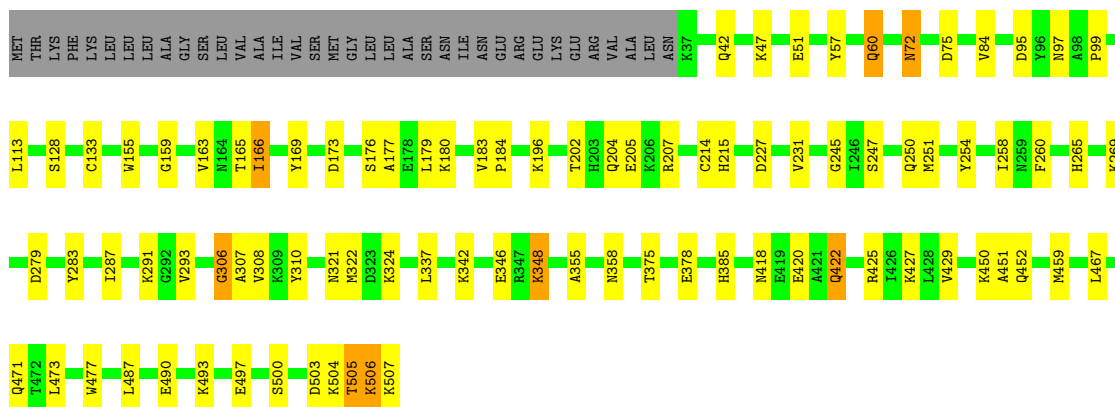 MET THR LYS PHE LYS LEU LEU LEU ALA GLY SER LEU VAL ALA ILE VAL SER MET GLY LEU LEU ALA SER ASN ILE ASN GLU ARG GLU LYS GLU ARG VAL ALA ASN K37 Q42 K47 E51 Y57 Q60 N72 D75 V84 D95 Y96 N97 A98 P99
L113 S128 C133 W155 G159 V163 N164 T165 I166 Y169 D173 S176 A177 E178 L179 K180 V183 P184 K196 T202 H203 Q204 E205 K206 R207 C214 H215 D227 V231 G245 I246 S247 Q250 M251 Y254 I258 N259 F260 H265 K269
D279 Y283 I287 K291 G292 V293 G306 A307 V308 K309 Y310 N321 M322 D323 K324 L337 K342 E346 R347 K348 A355 N358 T375 E378 H385 N418 E419 E420 A421 Q422 R425 I426 K427 L428 V429 K450 A451 Q452 M459 L467
Q471 T472 L473 W477 L487 E490 K493 E497 S500 D503 K504 T505 K506 K507